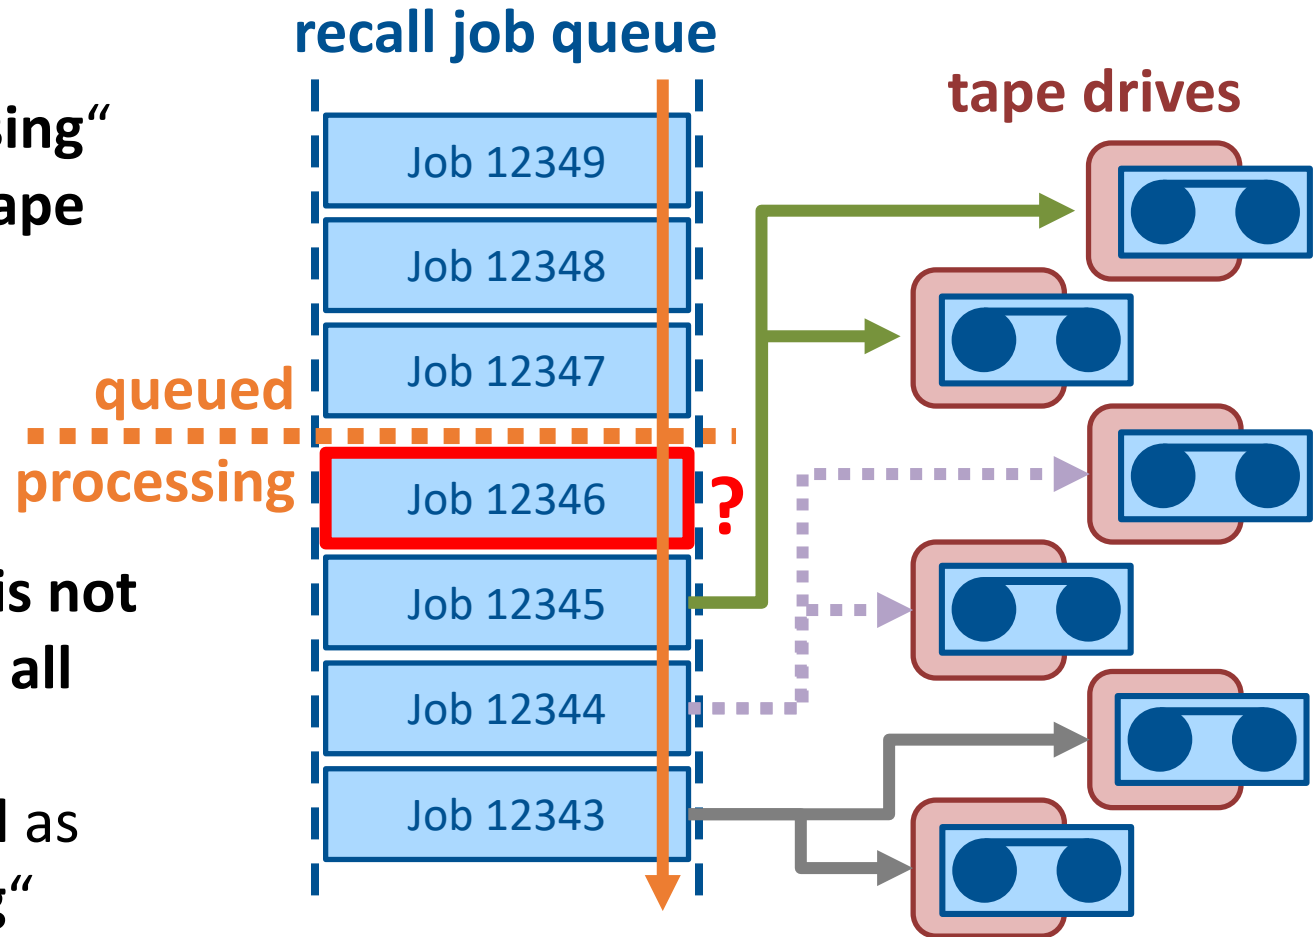 recall job queue
tape drives
sing“
ape
Job 12349
Job 12348
Job 12347
queued
processing
Job 12346
?
is not
all
Job 12345
Job 12344
Job 12343
as
g“